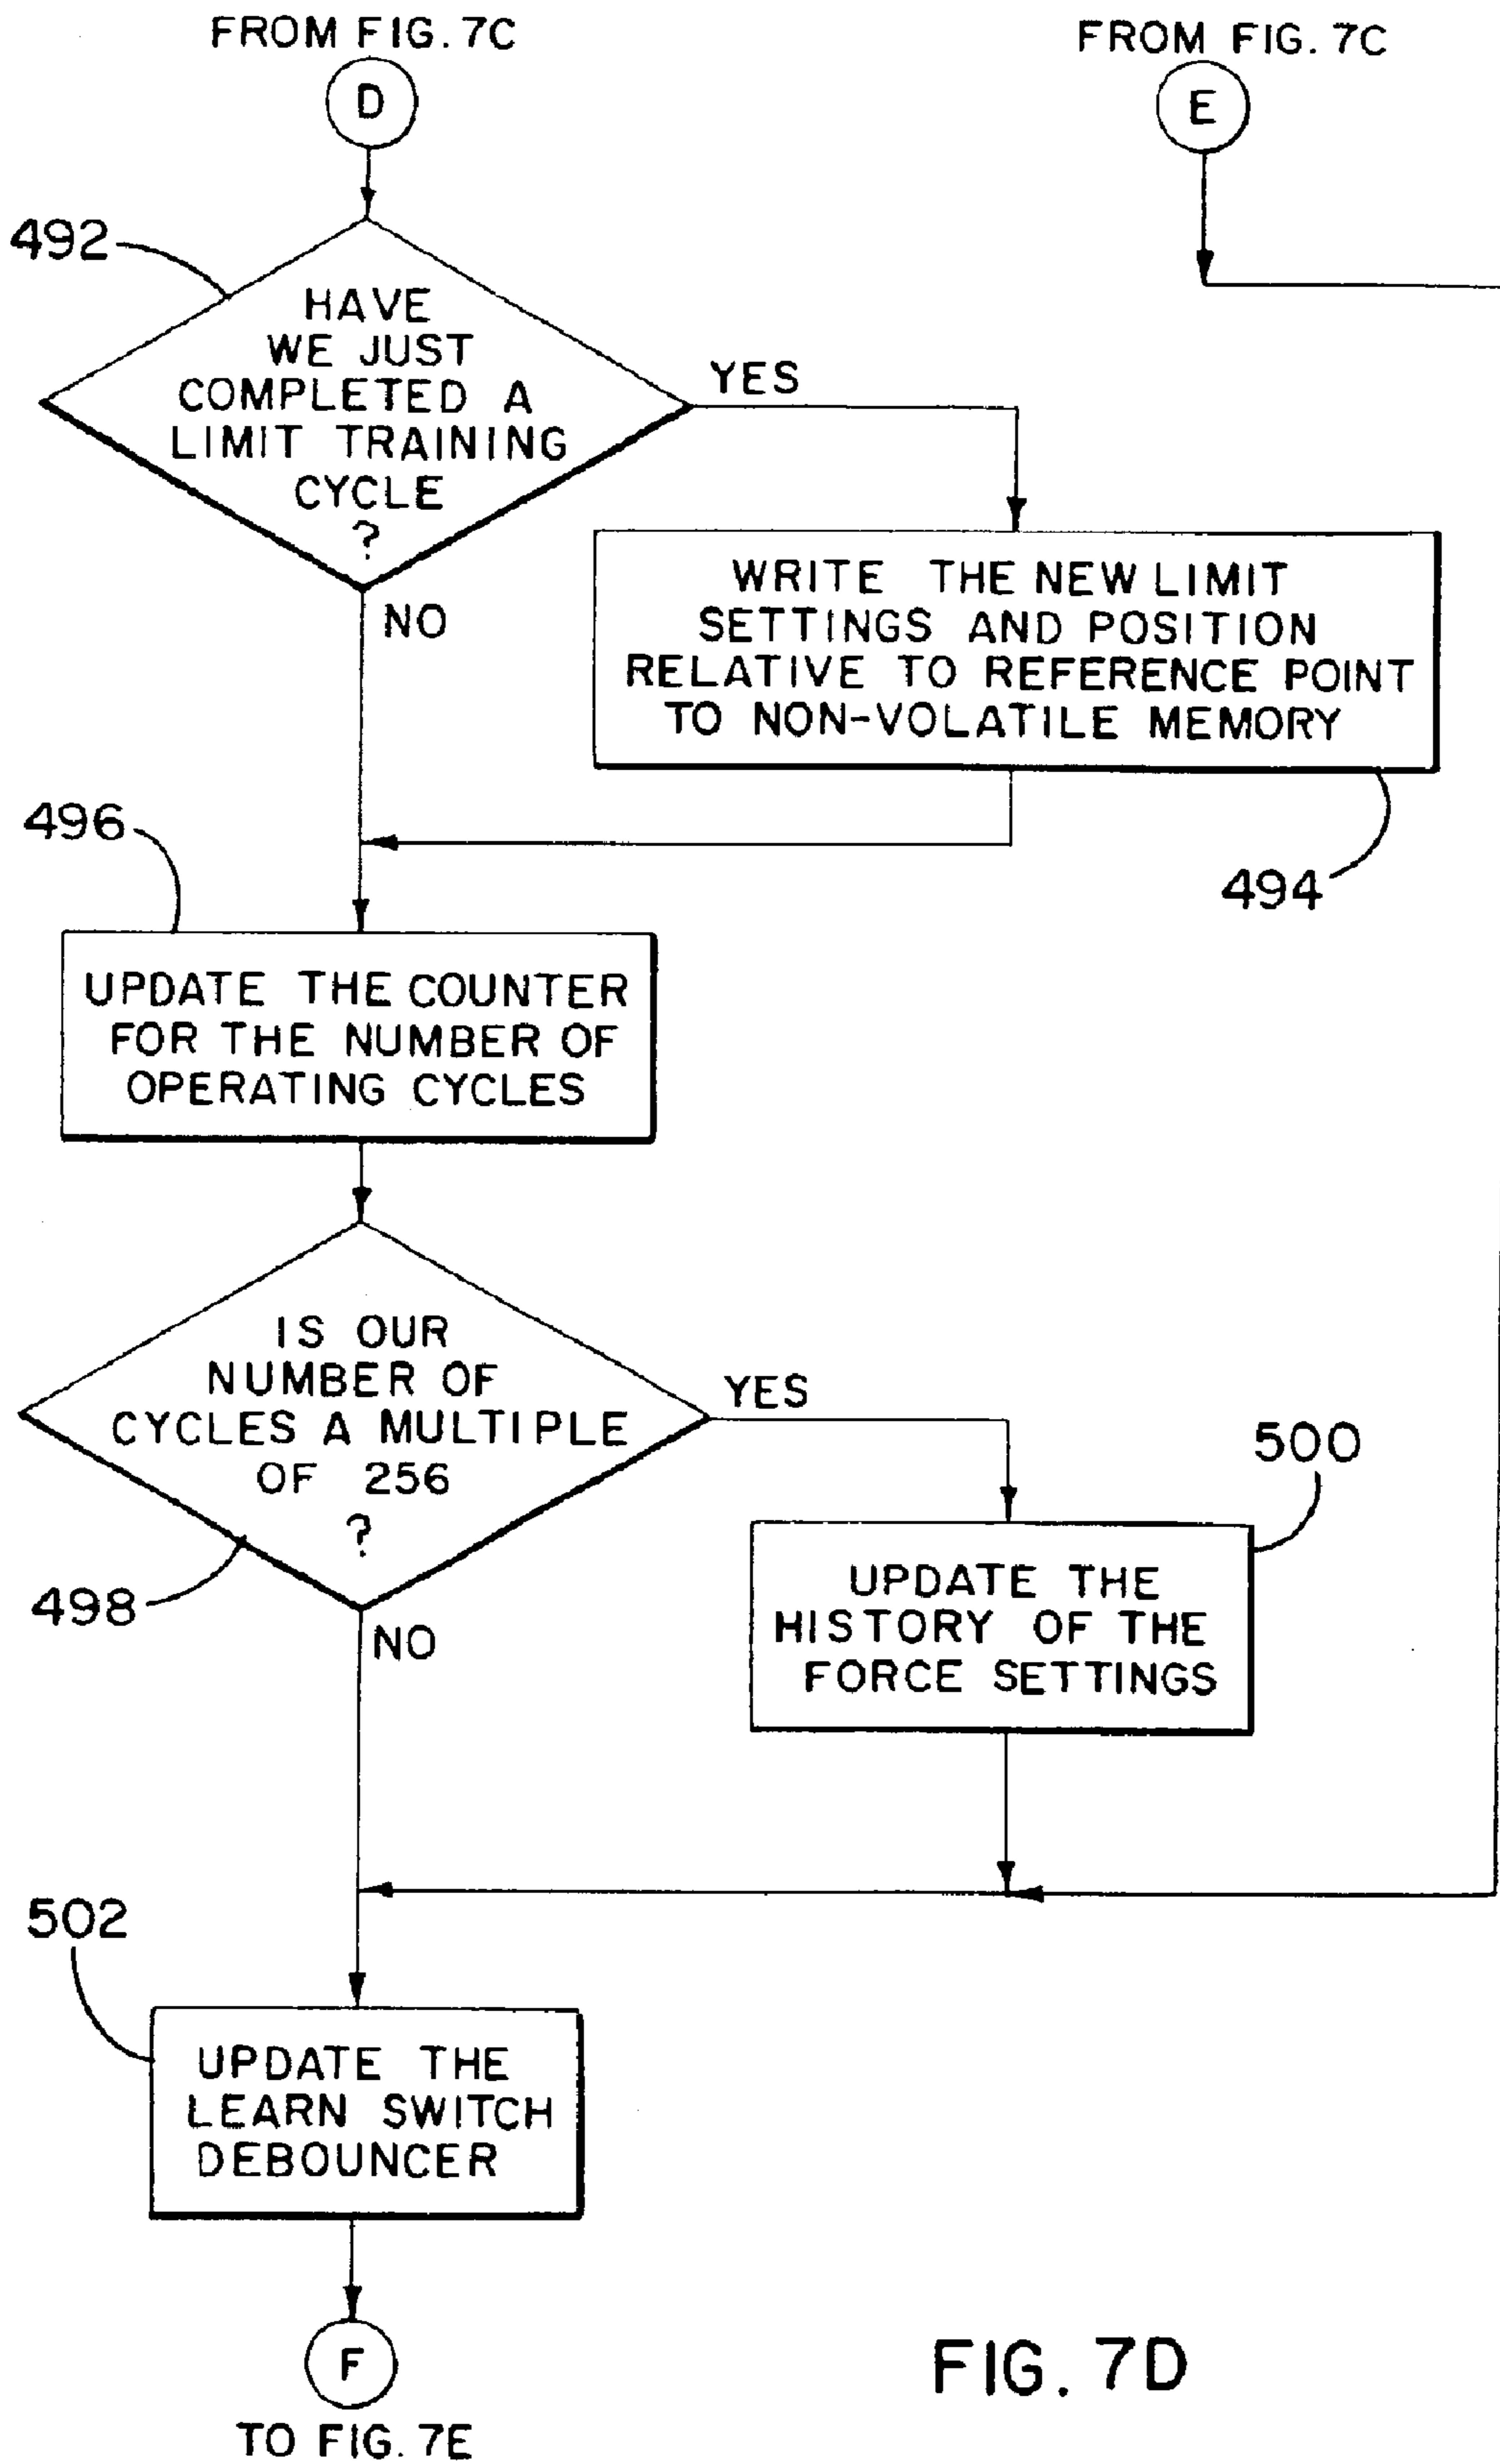 FROM FIG. 7C
D
FROM FIG. 7C
E
492
HAVE
WE JUST
COMPLETED A
LIMIT TRAINING
CYCLE
?
YES
NO
WRITE THE NEW LIMIT
SETTINGS AND POSITION
RELATIVE TO REFERENCE POINT
TO NON-VOLATILE MEMORY
494
496
UPDATE THE COUNTER
FOR THE NUMBER OF
OPERATING CYCLES
IS OUR
NUMBER OF
CYCLES A MULTIPLE
OF 256
?
YES
498
NO
500
UPDATE THE
HISTORY OF THE
FORCE SETTINGS
502
UPDATE THE
LEARN SWITCH
DEBOUNCER
F
TO FIG. 7E
FIG. 7D